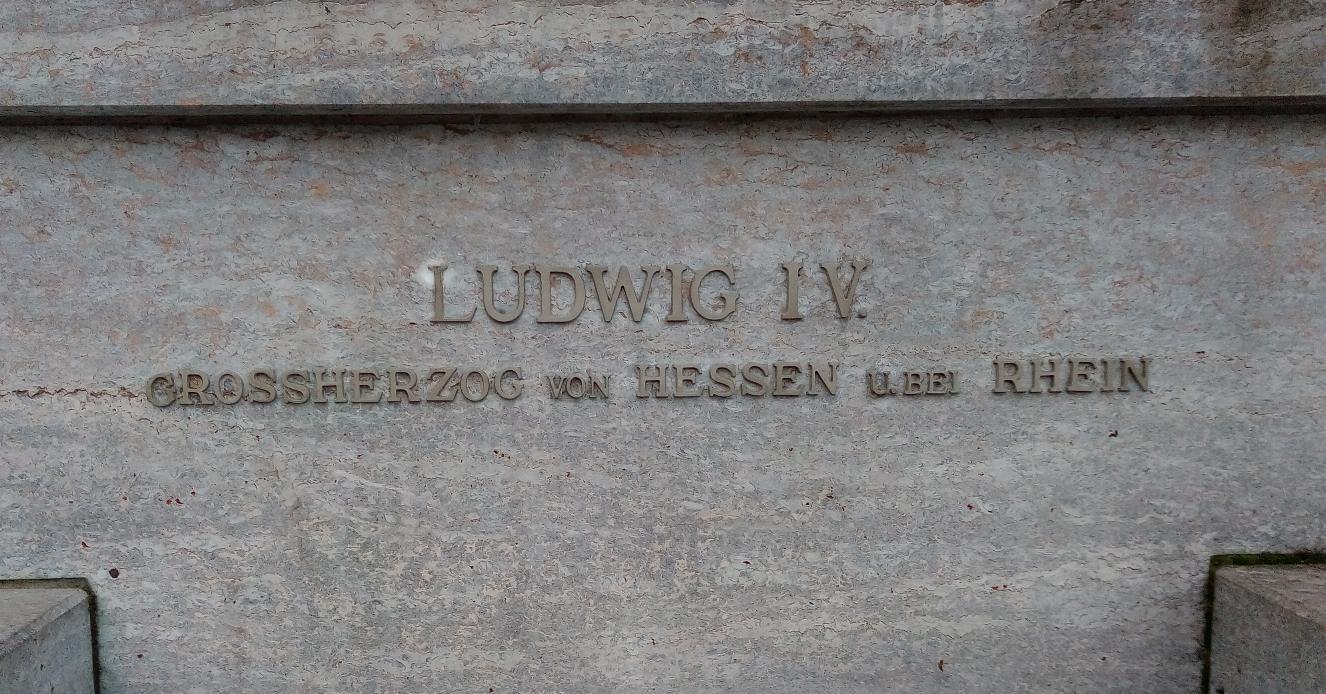 LUDWIG IV.
GROSSHERZOG VON HESSEN U. BEI RHEIN